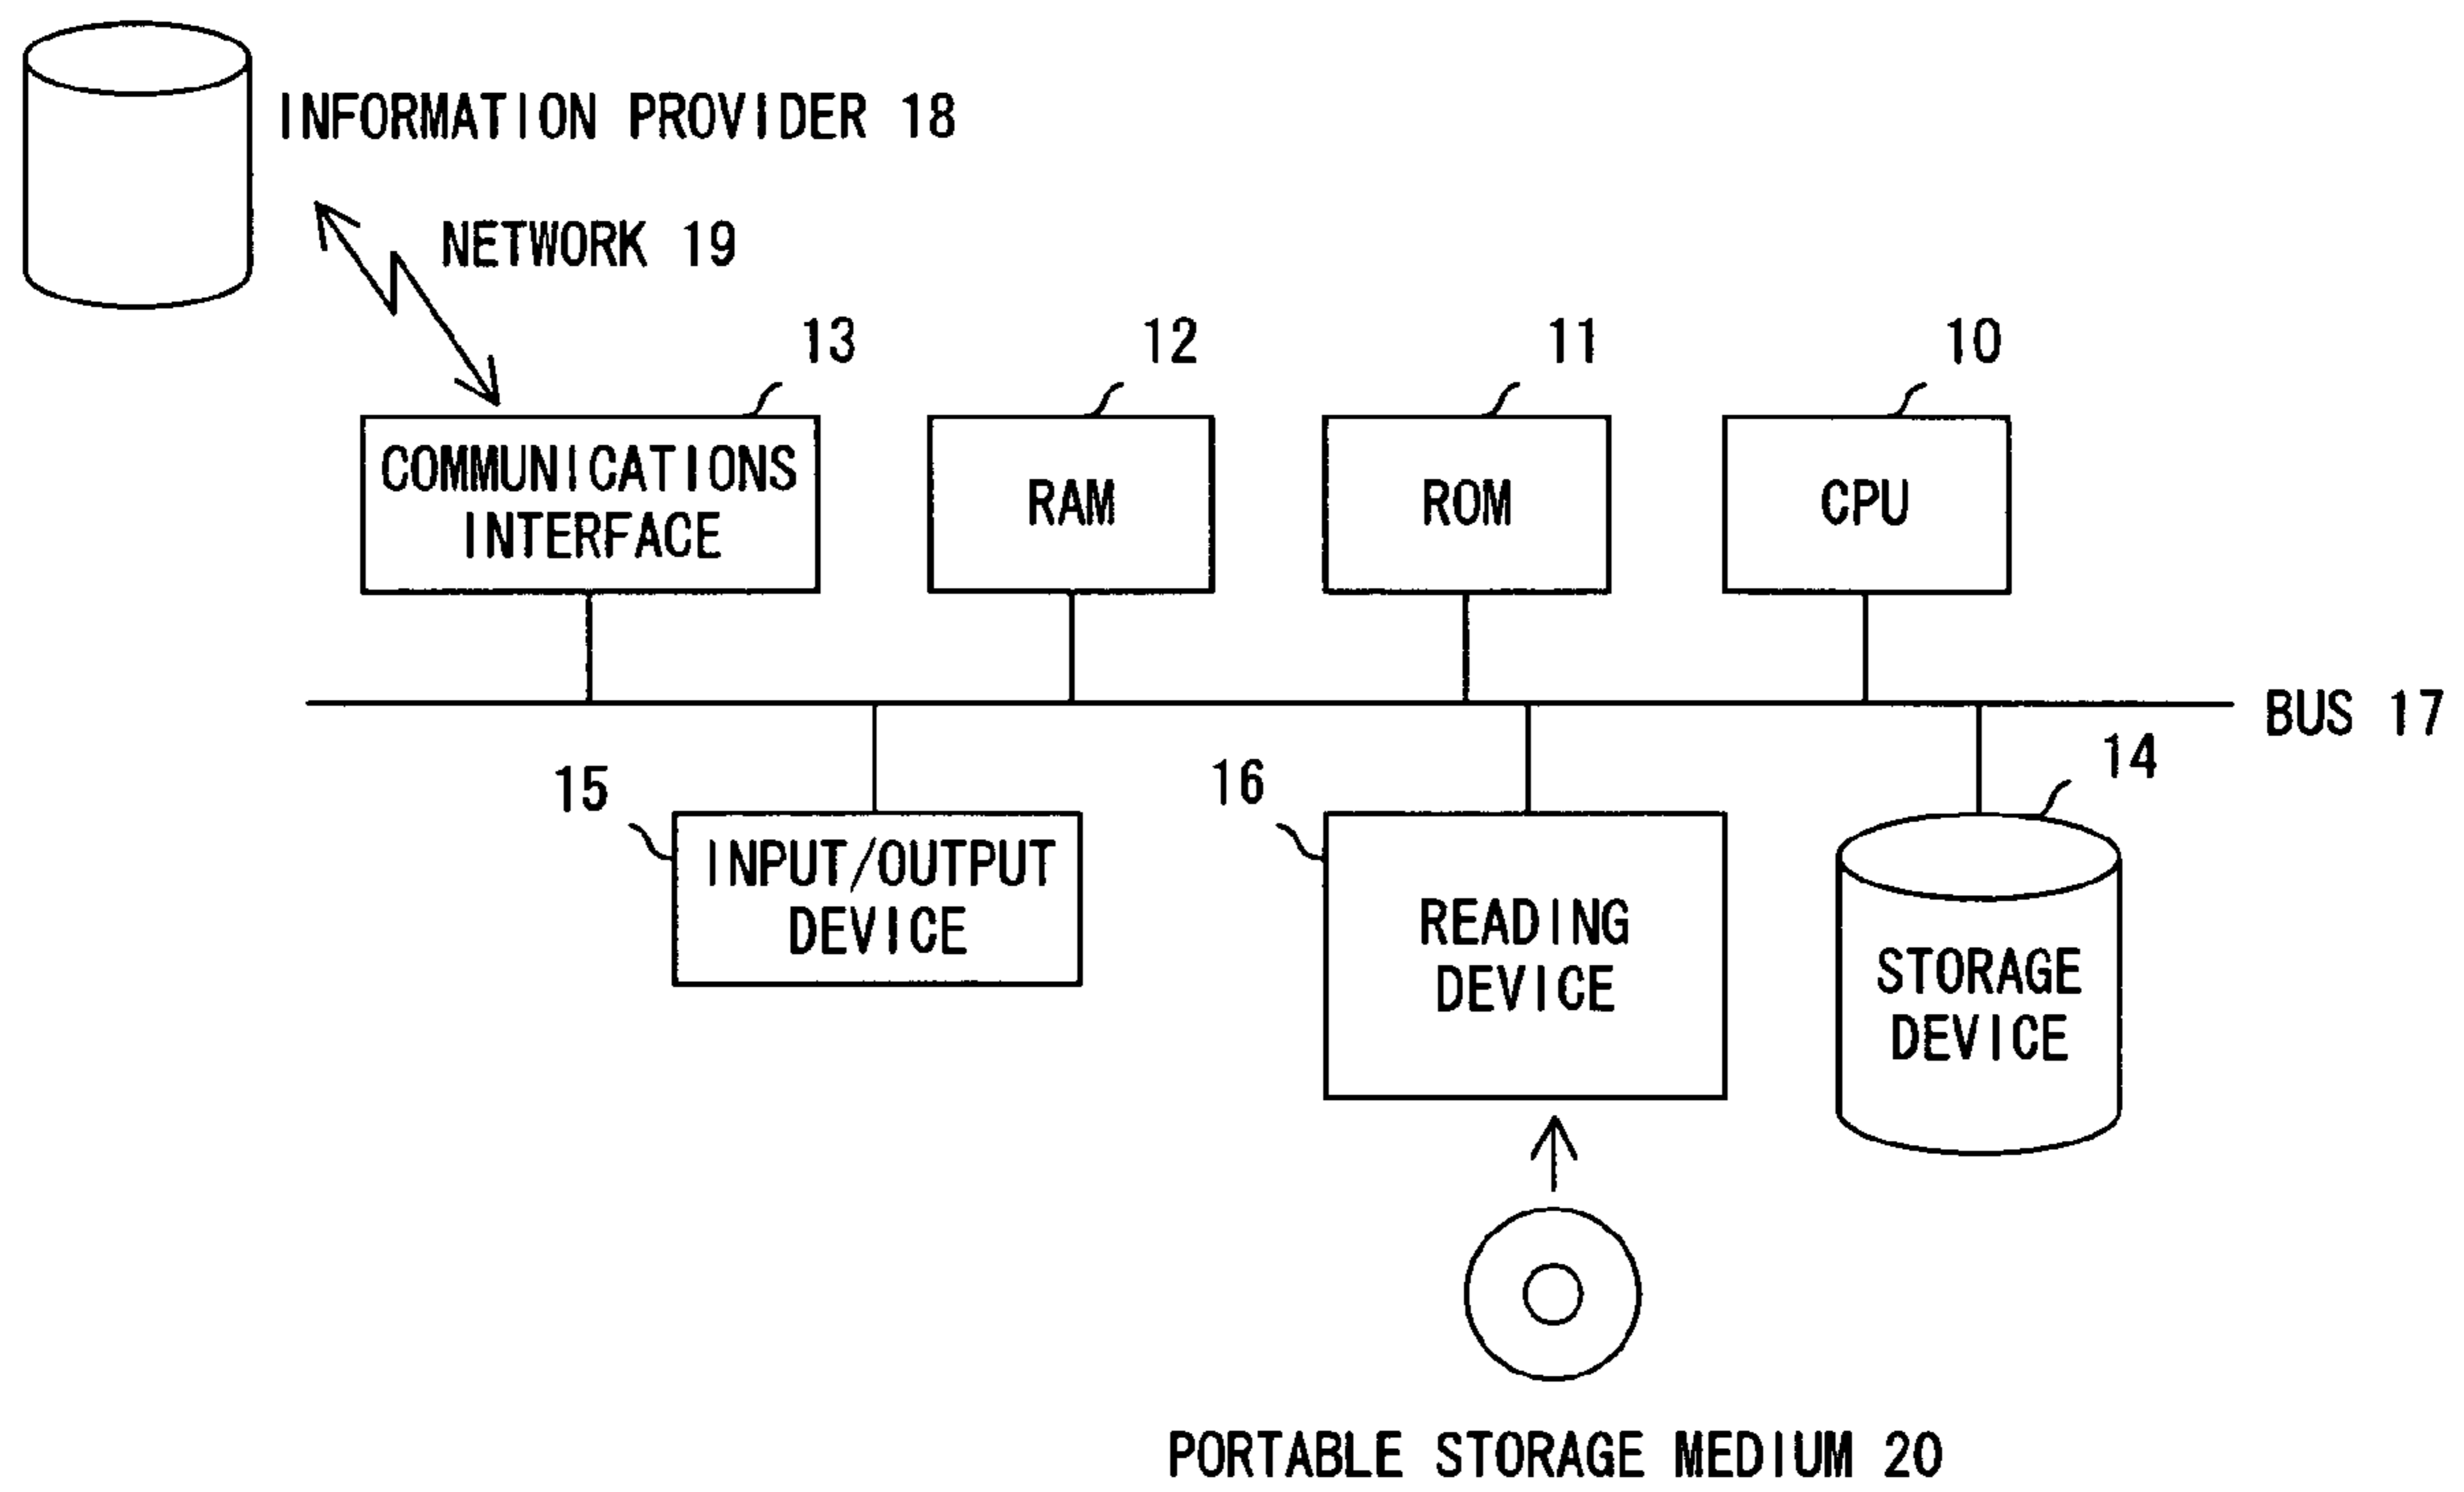 INFORMATION PROVIDER 18
NETWORK 19
13
12
11
10
COMMUNICATIONS
INTERFACE
RAM
ROM
CPU
BUS 17
15
16
14
INPUT/OUTPUT
DEVICE
READING
DEVICE
STORAGE
DEVICE
PORTABLE STORAGE MEDIUM 20